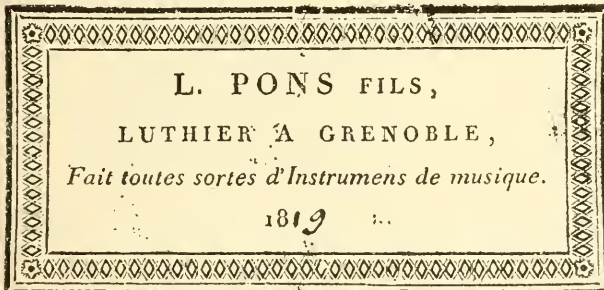 L. PONS FILS,
LUTHIER A GRENOBLE,
Fait toutes sortes d'Instrumens de musique.
1819